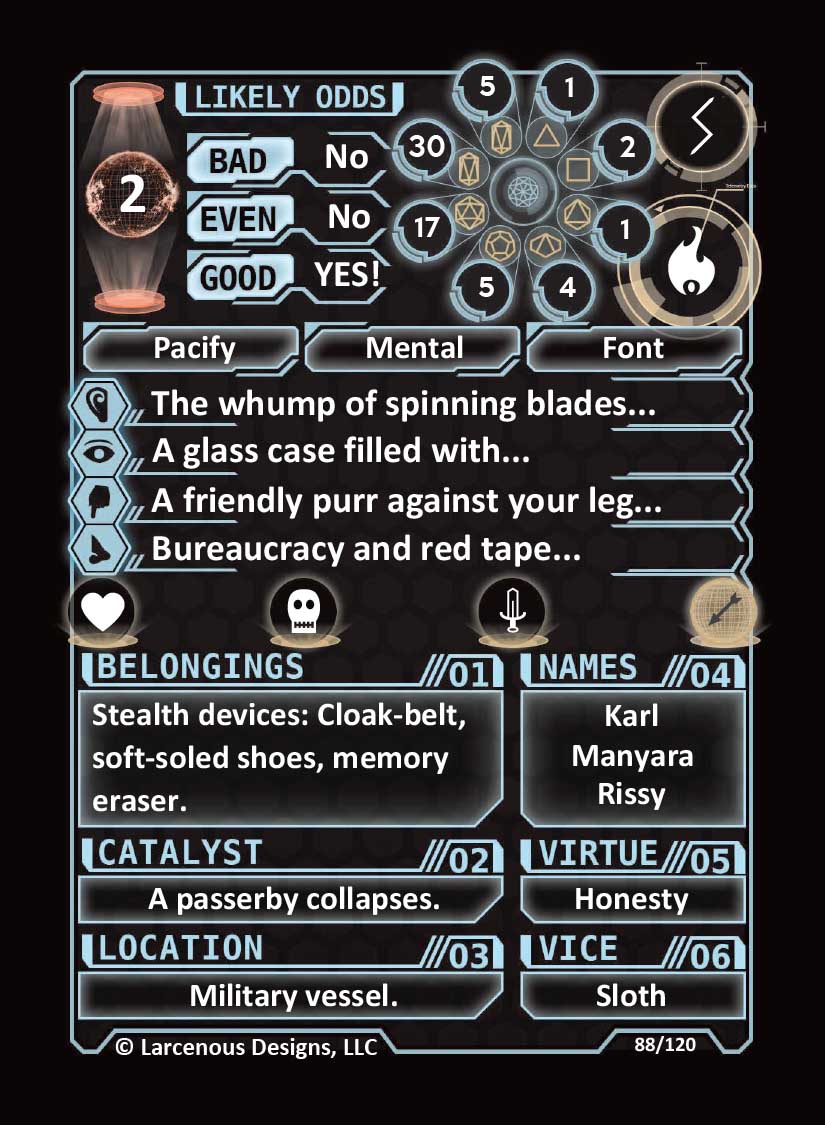 LIKELY ODDS
2
BAD No
EVEN No
GOOD YES!
5
1
30
2
17
1
5
4
Pacify Mental Font
The whump of spinning blades...
A glass case filled with...
A friendly purr against your leg...
Bureaucracy and red tape...
BELONGINGS ///01
Stealth devices: Cloak-belt,
soft-soled shoes, memory
eraser.
NAMES ///04
Karl
Manyara
Rissy
CATALYST ///02
A passerby collapses.
VIRTUE ///05
Honesty
LOCATION ///03
Military vessel.
VICE ///06
Sloth
© Larcenous Designs, LLC
88/120